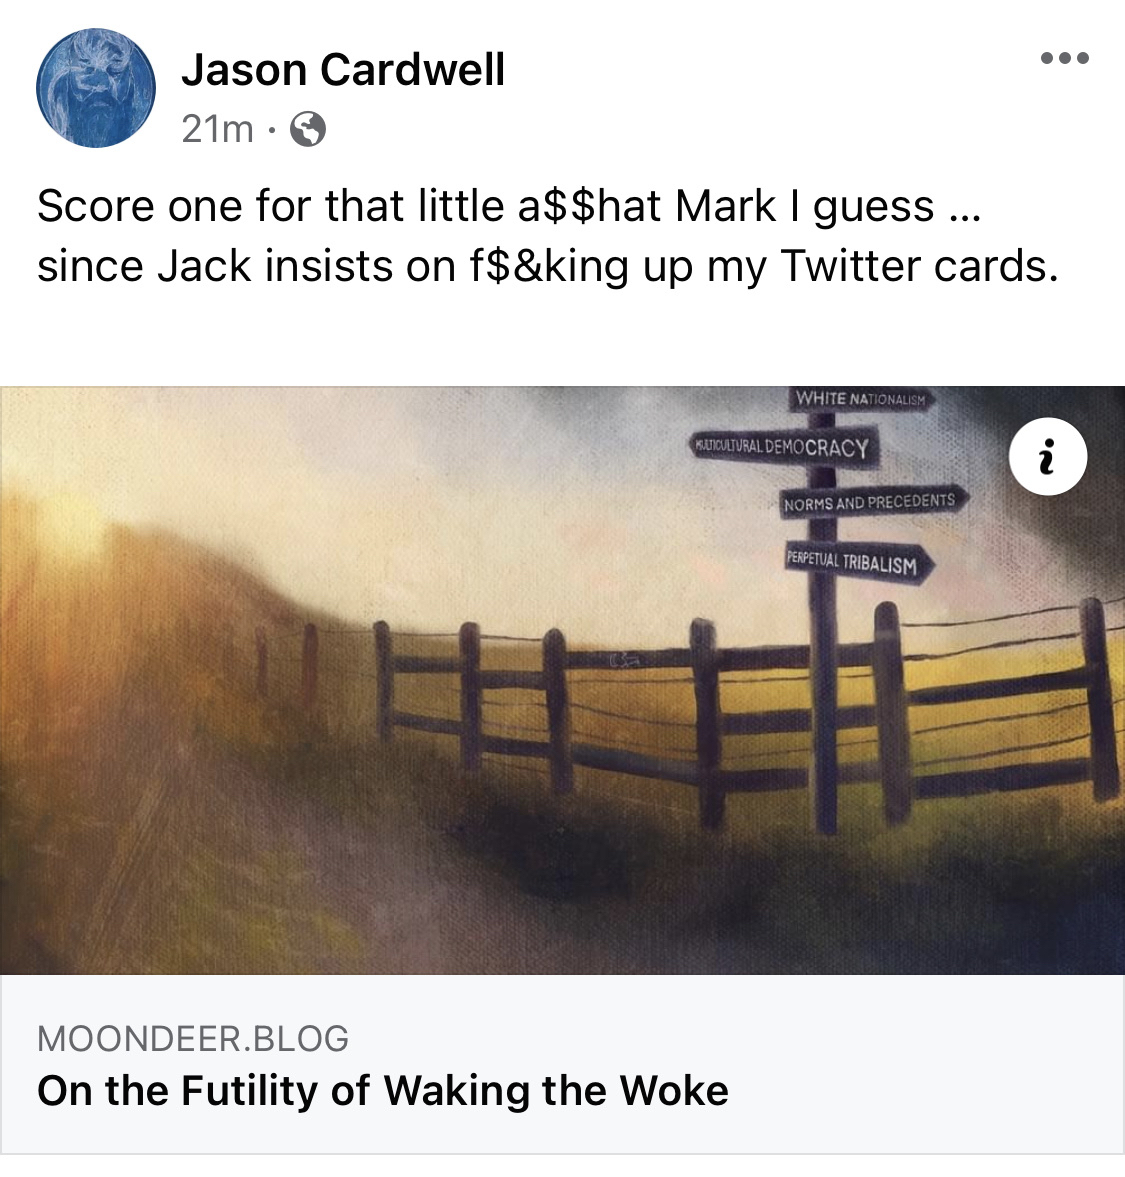 Jason Cardwell
21m ·
Score one for that little a$$hat Mark I guess ...
since Jack insists on f$&king up my Twitter cards.
WHITE NATIONALISM
MULTICULTURAL DEMOCRACY
NORMS AND PRECEDENTS
PERPETUAL TRIBALISM
i
MOONDEER.BLOG
On the Futility of Waking the Woke